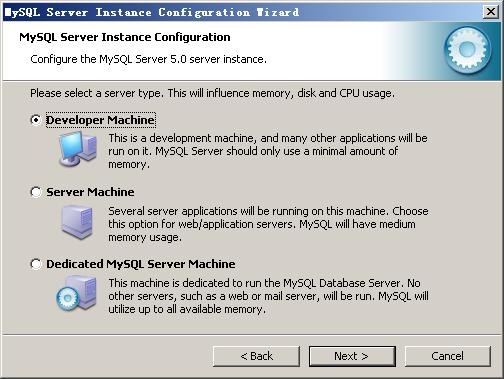 MySQL Server Instance Configuration Wizard
MySQL Server Instance Configuration
Configure the MySQL Server 5.0 server instance.
Please select a server type. This will influence memory, disk and CPU usage.
Developer Machine
This is a development machine, and many other applications will be
run on it. MySQL Server should only use a minimal amount of
memory.
Server Machine
Several server applications will be running on this machine. Choose
this option for web/application servers. MySQL will have medium
memory usage.
Dedicated MySQL Server Machine
This machine is dedicated to run the MySQL Database Server. No
other servers, such as a web or mail server, will be run. MySQL will
utilize up to all available memory.
< Back
Next >
Cancel